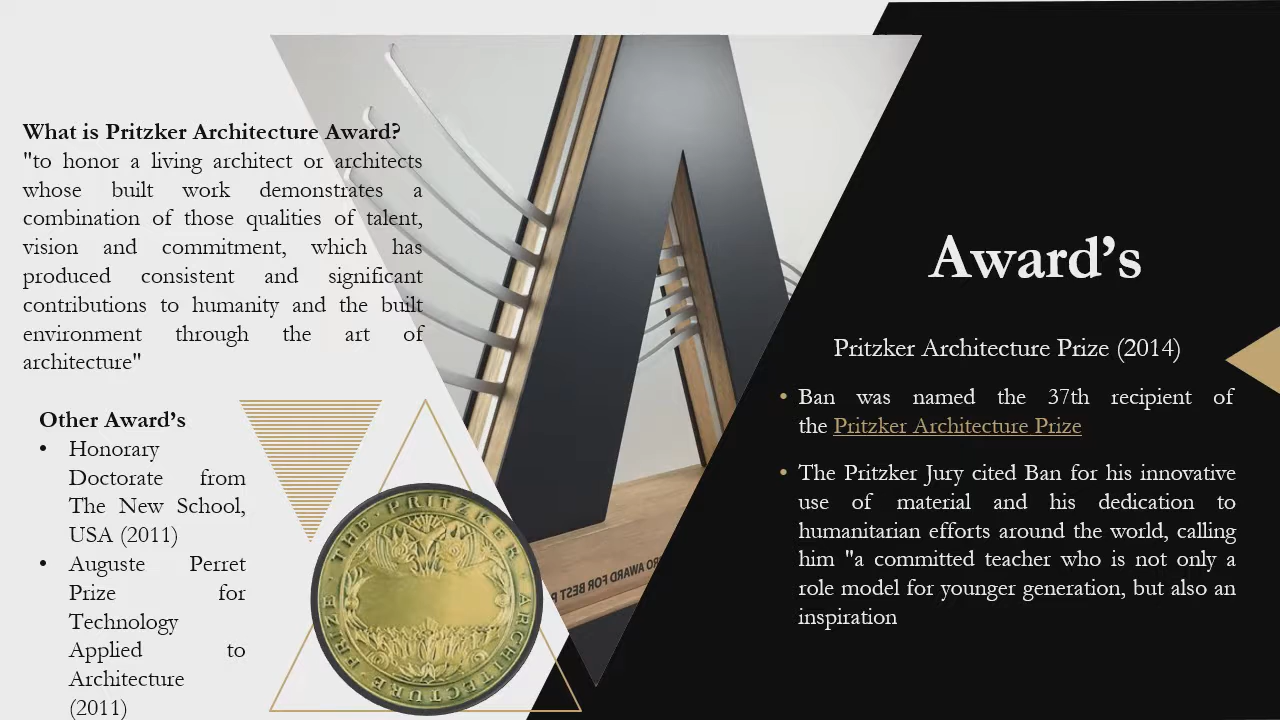 What is Pritzker Architecture Award?
"to honor a living architect or architects
whose built work demonstrates a
combination of those qualities of talent,
vision and commitment, which has
produced consistent and significant
contributions to humanity and the built
environment through the art of
architecture"
Other Award's
• Honorary
Doctorate from
The New School,
USA (2011)
• Auguste Perret
Prize for
Technology
Applied to
Architecture
(2011)
THE · PRITZKER · ARCHITECTURE · PRIZE ·
RO AWARD FOR BEST
Award's
Pritzker Architecture Prize (2014)
• Ban was named the 37th recipient of
the Pritzker Architecture Prize
• The Pritzker Jury cited Ban for his innovative
use of material and his dedication to
humanitarian efforts around the world, calling
him "a committed teacher who is not only a
role model for younger generation, but also an
inspiration